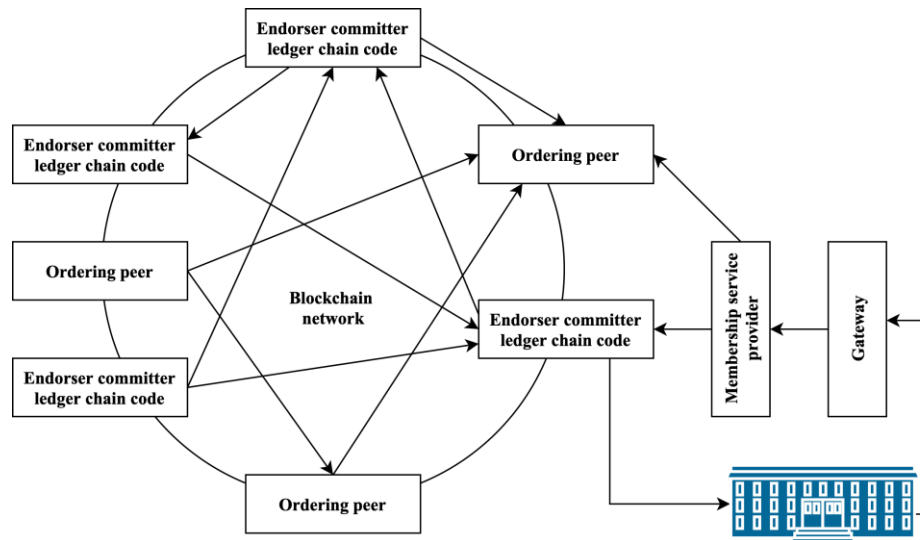 Endorser committer
ledger chain code
Endorser committer
ledger chain code
Ordering peer
Ordering peer
Blockchain
network
Endorser committer
ledger chain code
Membership service
provider
Gateway
Endorser committer
ledger chain code
Ordering peer